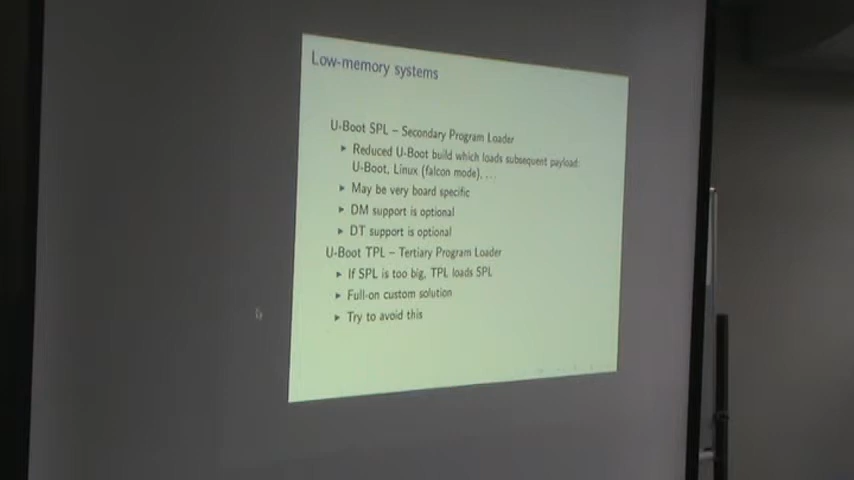 Low-memory systems
U-Boot SPL – Secondary Program Loader
▶ Reduced U-Boot build which loads subsequent payload:
U-Boot, Linux (falcon mode), ...
▶ May be very board specific
▶ DM support is optional
▶ DT support is optional
U-Boot TPL – Tertiary Program Loader
▶ If SPL is too big, TPL loads SPL
▶ Full-on custom solution
▶ Try to avoid this